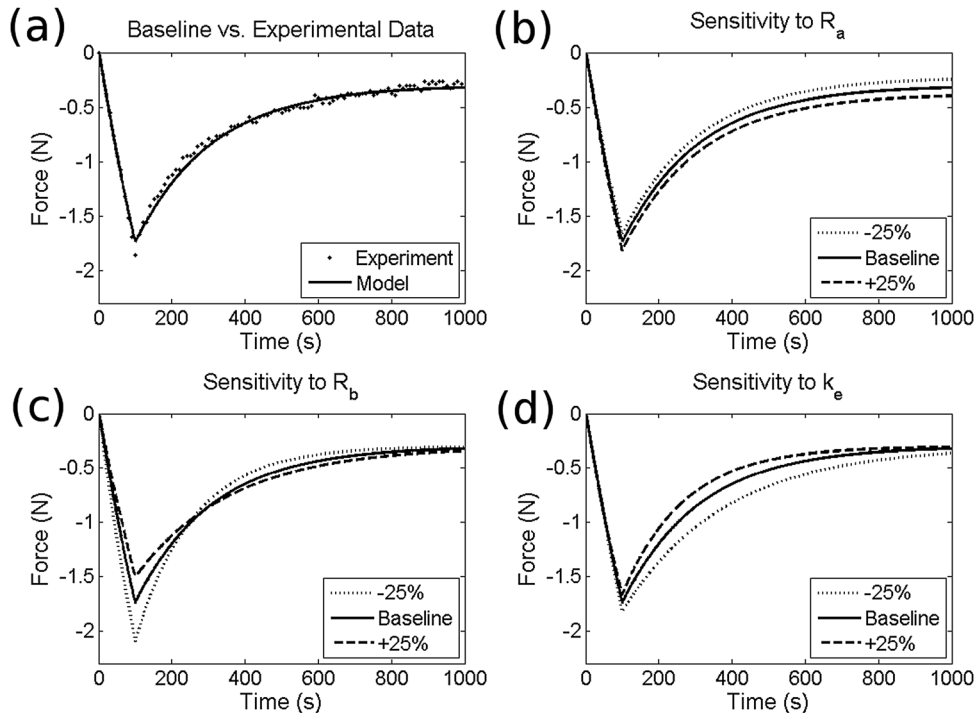 (a)
Baseline vs. Experimental Data
0
-0.5
-1
-1.5
-2
Force (N)
Experiment
Model
0 200 400 600 800 1000
Time (s)
(b)
Sensitivity to Ra
0
-0.5
-1
-1.5
-2
Force (N)
-25%
Baseline
+25%
0 200 400 600 800 1000
Time (s)
(c)
Sensitivity to Rb
0
-0.5
-1
-1.5
-2
Force (N)
-25%
Baseline
+25%
0 200 400 600 800 1000
Time (s)
(d)
Sensitivity to ke
0
-0.5
-1
-1.5
-2
Force (N)
-25%
Baseline
+25%
0 200 400 600 800 1000
Time (s)